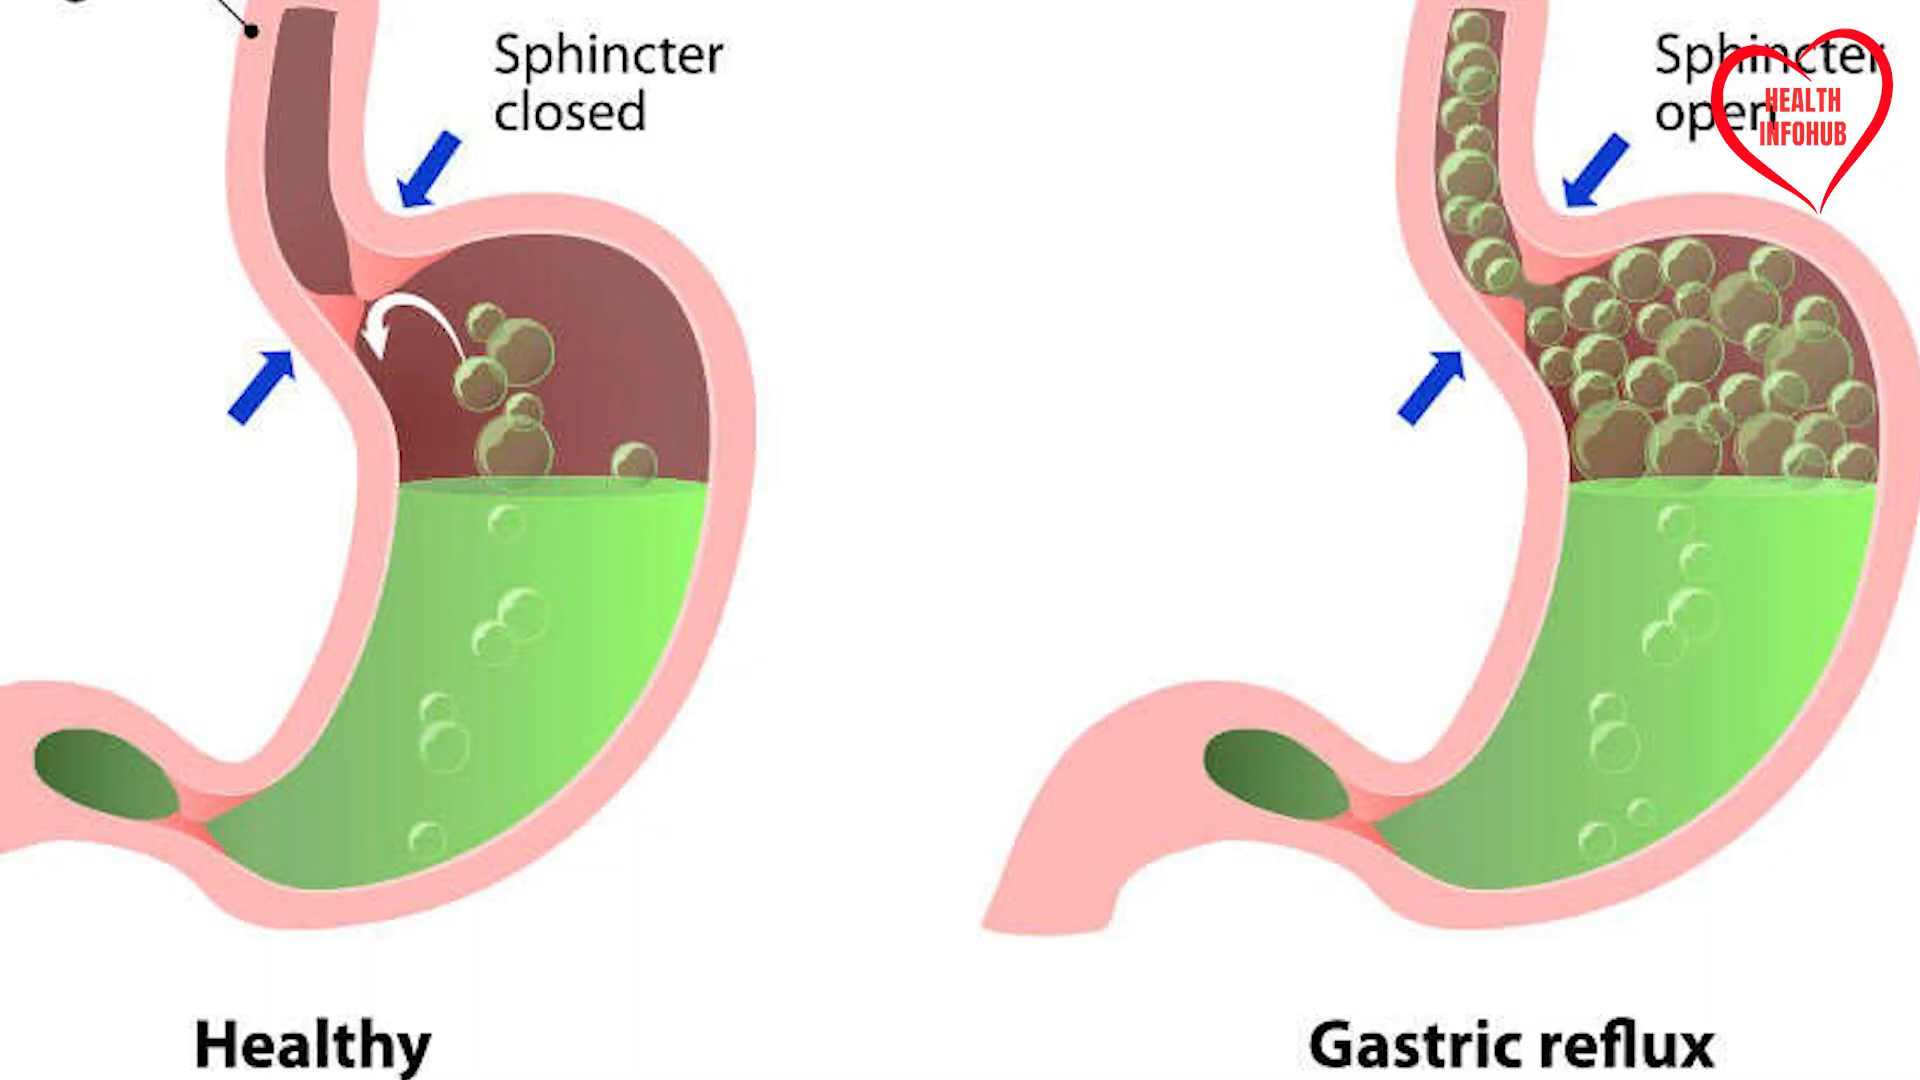 Sphincter
closed
Sphincter
open
HEALTH
INFOHUB
Healthy
Gastric reflux